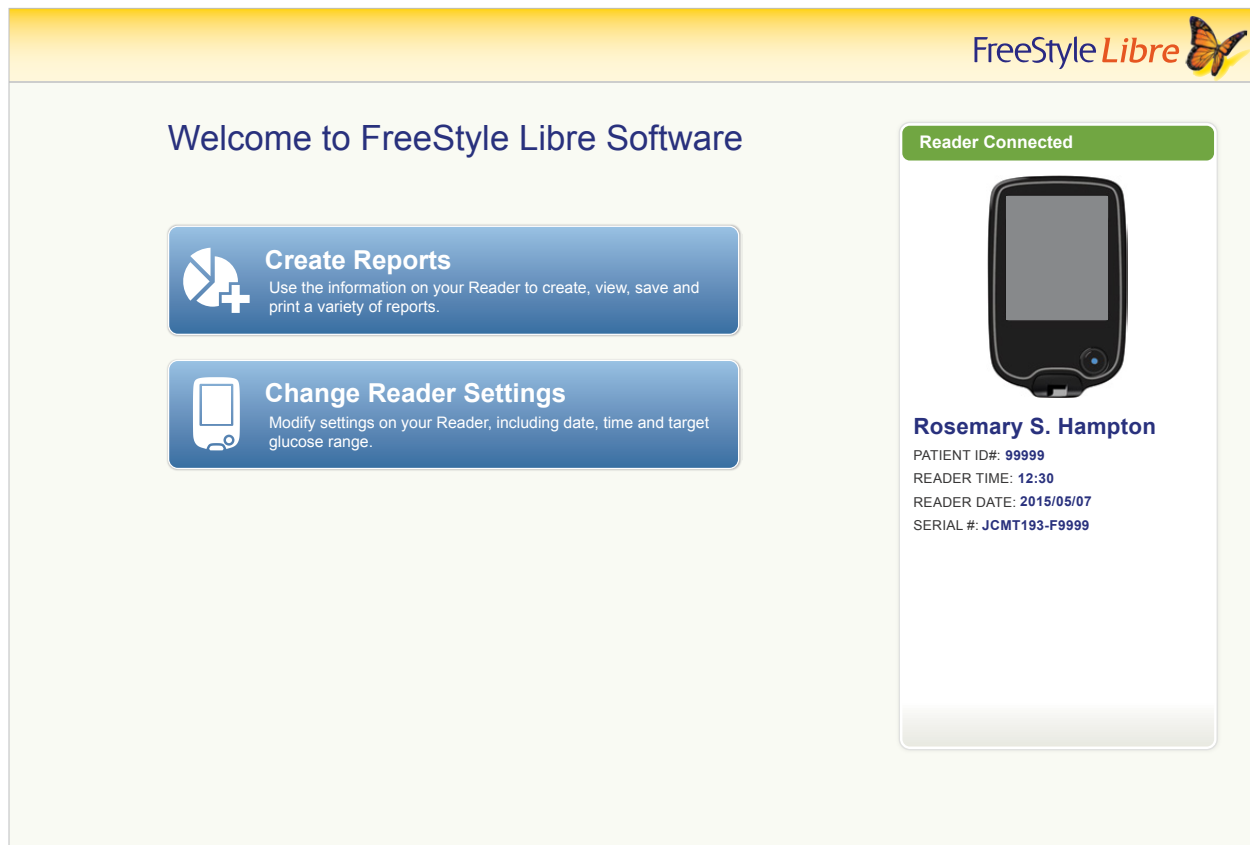 FreeStyle Libre
Welcome to FreeStyle Libre Software
Create Reports
Use the information on your Reader to create, view, save and
print a variety of reports.
Change Reader Settings
Modify settings on your Reader, including date, time and target
glucose range.
Reader Connected
Rosemary S. Hampton
PATIENT ID#: 99999
READER TIME: 12:30
READER DATE: 2015/05/07
SERIAL #: JCMT193-F9999